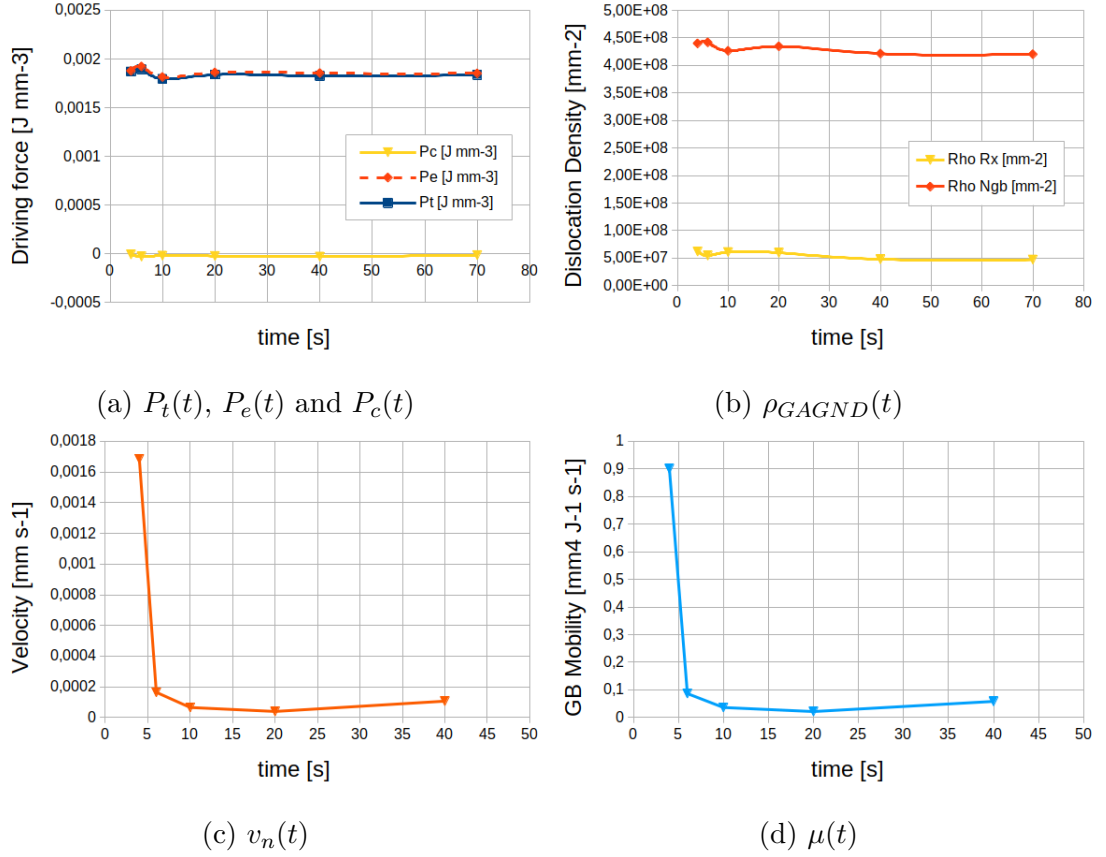 Driving force [J mm-3]
0,0025
0,002
0,0015
0,001
0,0005
0
-0,0005
0 10 20 30 40 50 60 70 80
time [s]
Pc [J mm-3]
Pe [J mm-3]
Pt [J mm-3]
(a) P_t(t), P_e(t) and P_c(t)
Dislocation Density [mm-2]
5,00E+08
4,50E+08
4,00E+08
3,50E+08
3,00E+08
2,50E+08
2,00E+08
1,50E+08
1,00E+08
5,00E+07
0,00E+00
0 10 20 30 40 50 60 70 80
time [s]
Rho Rx [mm-2]
Rho Ngb [mm-2]
(b) ρ_{GAGND}(t)
Velocity [mm s-1]
0,0018
0,0016
0,0014
0,0012
0,001
0,0008
0,0006
0,0004
0,0002
0
0 5 10 15 20 25 30 35 40 45 50
time [s]
(c) v_n(t)
GB Mobility [mm4 J-1 s-1]
1
0,9
0,8
0,7
0,6
0,5
0,4
0,3
0,2
0,1
0
0 5 10 15 20 25 30 35 40 45 50
time [s]
(d) μ(t)